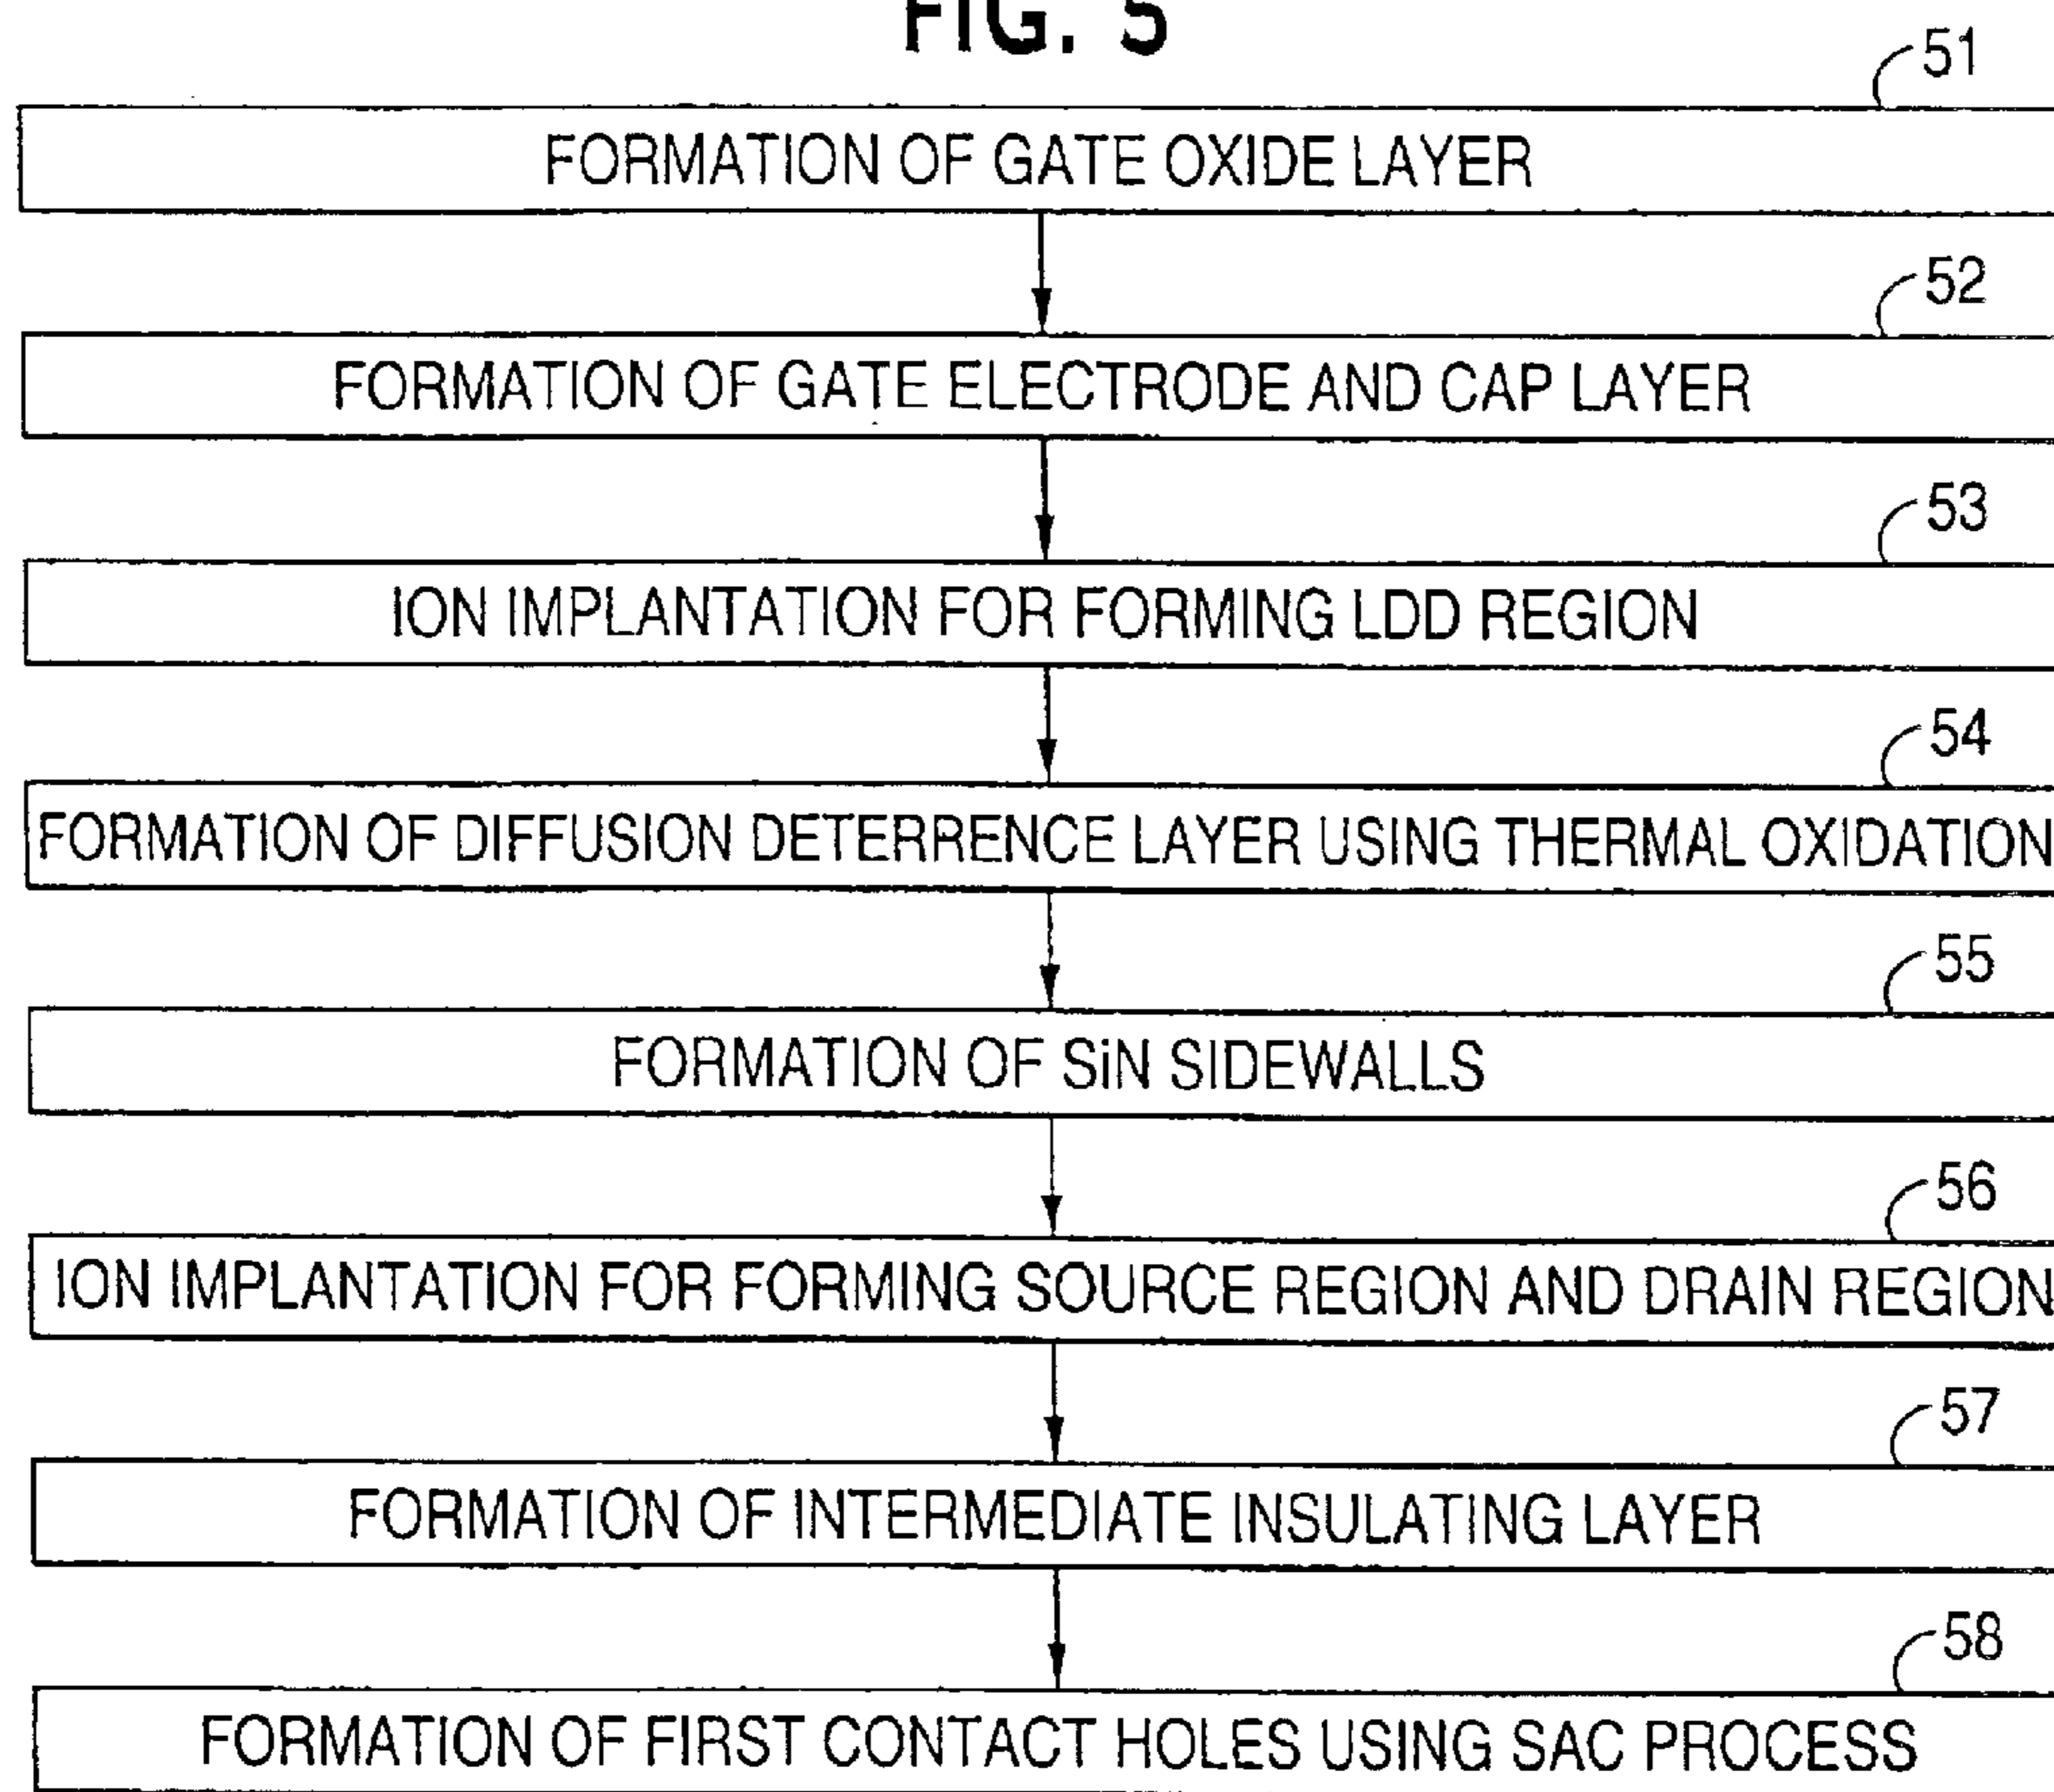 FIG. 5
51
FORMATION OF GATE OXIDE LAYER
52
FORMATION OF GATE ELECTRODE AND CAP LAYER
53
ION IMPLANTATION FOR FORMING LDD REGION
54
FORMATION OF DIFFUSION DETERRENCE LAYER USING THERMAL OXIDATION
55
FORMATION OF SiN SIDEWALLS
56
ION IMPLANTATION FOR FORMING SOURCE REGION AND DRAIN REGION
57
FORMATION OF INTERMEDIATE INSULATING LAYER
58
FORMATION OF FIRST CONTACT HOLES USING SAC PROCESS